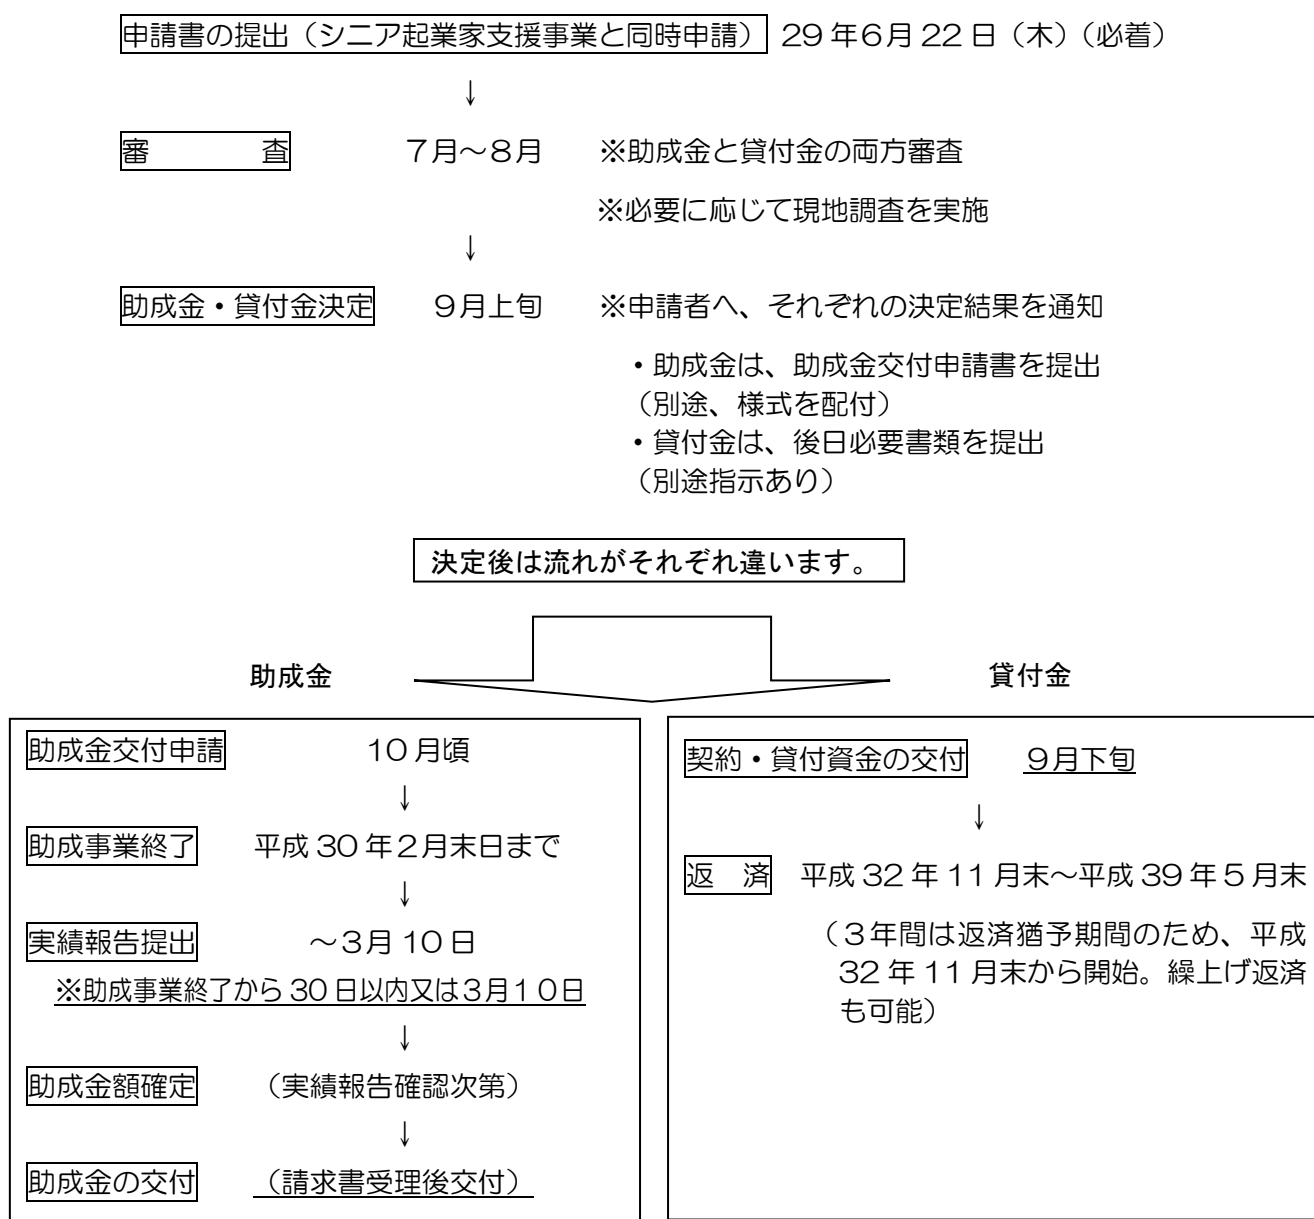 申請書の提出（シニア起業家支援事業と同時申請） 29年６月22日（木）（必着）
↓
審　　　査 ７月～８月 ※助成金と貸付金の両方審査
※必要に応じて現地調査を実施
↓
助成金・貸付金決定 ９月上旬 ※申請者へ、それぞれの決定結果を通知
・助成金は、助成金交付申請書を提出
（別途、様式を配付）
・貸付金は、後日必要書類を提出
（別途指示あり）
決定後は流れがそれぞれ違います。
助成金
貸付金
助成金交付申請 10月頃
↓
助成事業終了 平成30年２月末日まで
↓
実績報告提出 ～３月10日
※助成事業終了から30日以内又は３月１０日
↓
助成金額確定 （実績報告確認次第）
↓
助成金の交付 （請求書受理後交付）
契約・貸付資金の交付 ９月下旬
↓
返　済 平成32年11月末～平成39年５月末
（３年間は返済猶予期間のため、平成
32年11月末から開始。繰上げ返済
も可能）